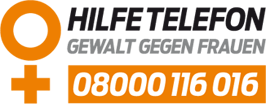 HILFETELEFON
GEWALT GEGEN FRAUEN
08000 116 016